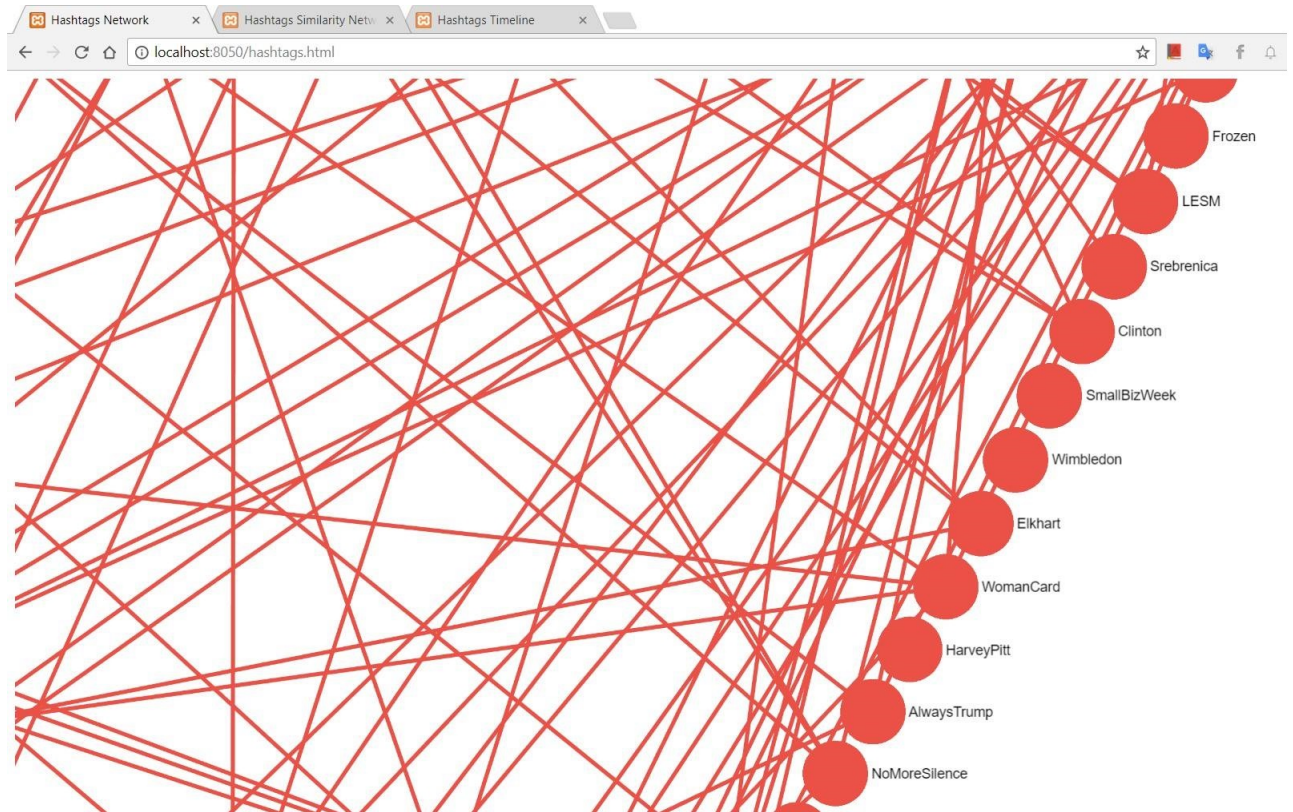 Hashtags Network
Hashtags Similarity Netw
Hashtags Timeline
localhost:8050/hashtags.html
Frozen
LESM
Srebrenica
Clinton
SmallBizWeek
Wimbledon
Elkhart
WomanCard
HarveyPitt
AlwaysTrump
NoMoreSilence